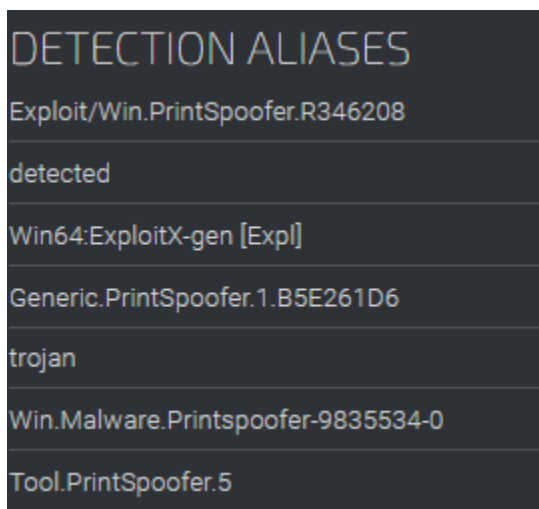 DETECTION ALIASES
Exploit/Win.PrintSpoofer.R346208
detected
Win64:ExploitX-gen [Expl]
Generic.PrintSpoofer.1.B5E261D6
trojan
Win.Malware.Printspoofer-9835534-0
Tool.PrintSpoofer.5